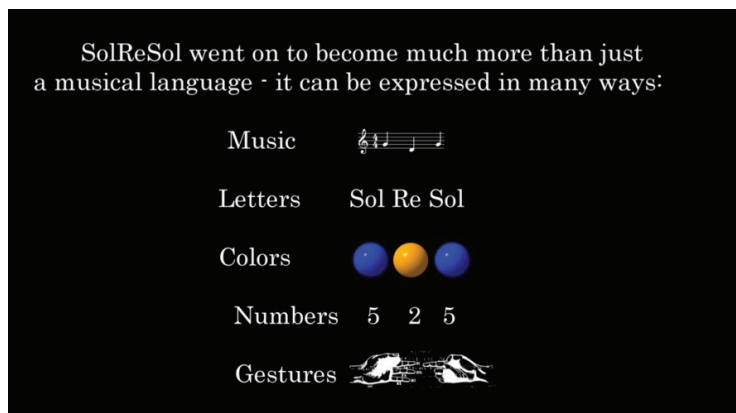 SolReSol went on to become much more than just
a musical language - it can be expressed in many ways:
Music
Letters Sol Re Sol
Colors
Numbers 5 2 5
Gestures